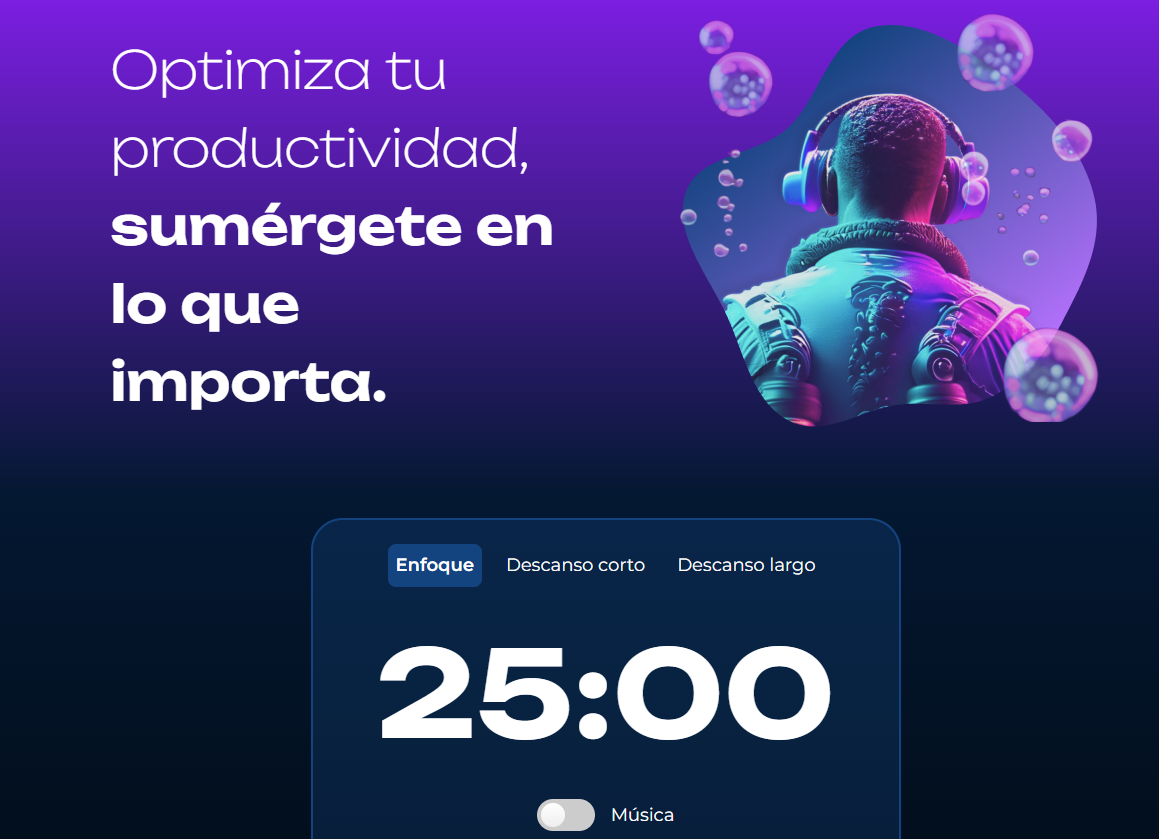 Optimiza tu
productividad,
sumérgete en
lo que
importa.
Enfoque Descanso corto Descanso largo
25:00
Música